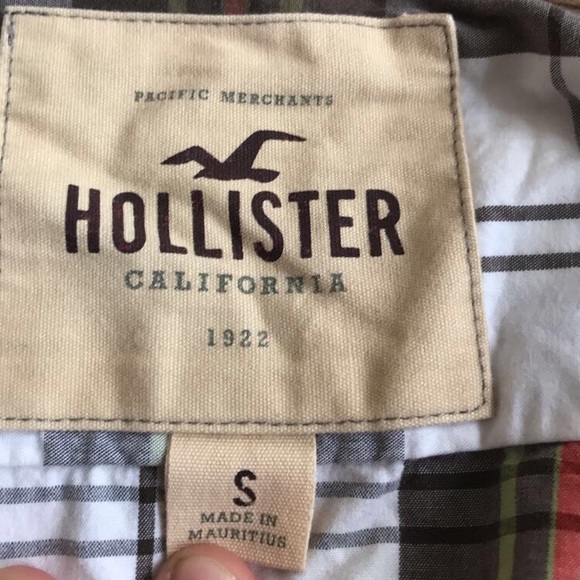 PACIFIC MERCHANTS
HOLLISTER
CALIFORNIA
1922
S
MADE IN
MAURITIUS